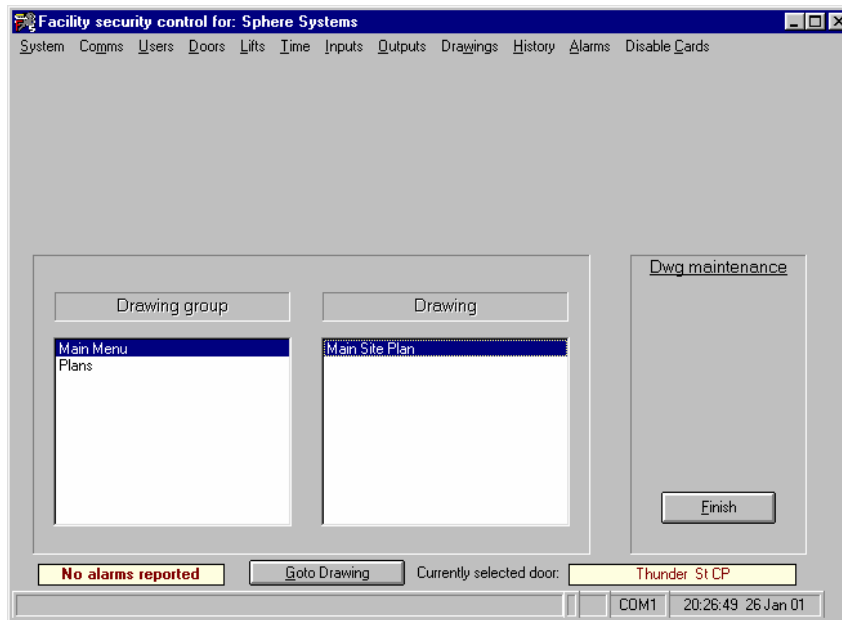 Facility security control for: Sphere Systems
System Comms Users Doors Lifts Time Inputs Outputs Drawings History Alarms Disable Cards
Dwg maintenance
Drawing group Drawing
Main Menu Main Site Plan
Plans
Finish
No alarms reported Goto Drawing Currently selected door: Thunder St CP
COM1 20:26:49 26 Jan 01